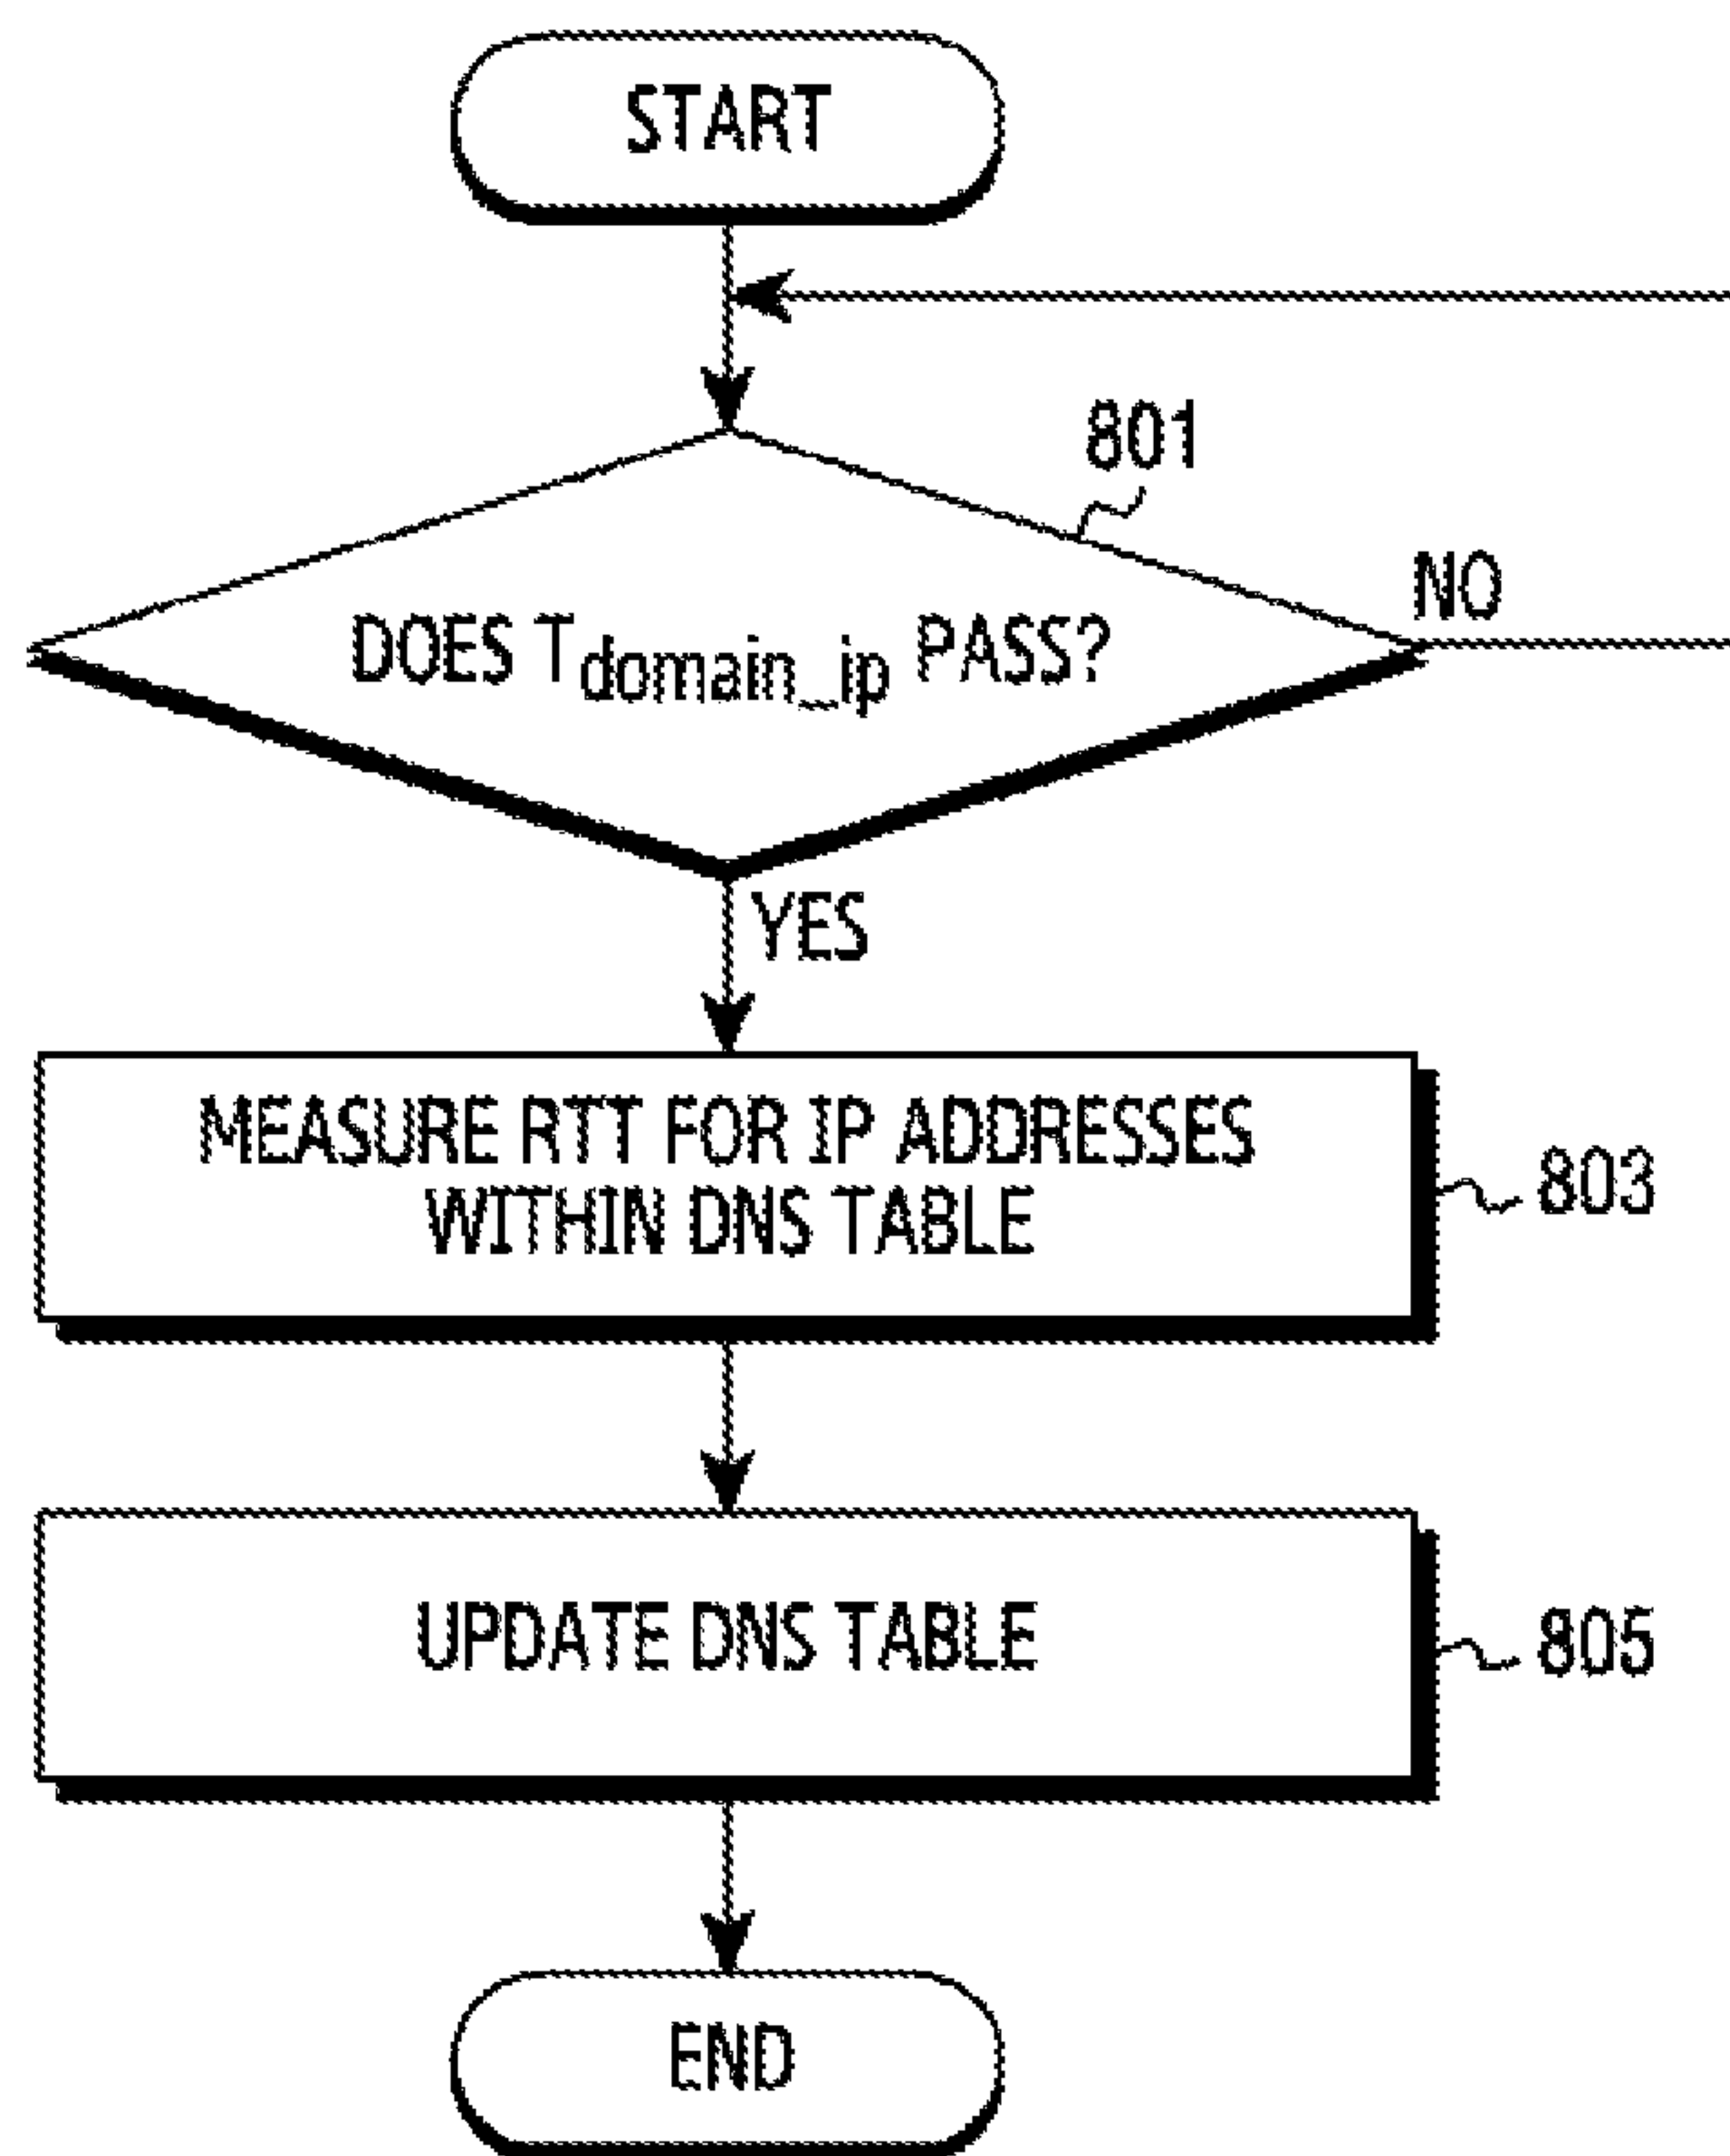 START
801
NO
DOES Tdomain_ip PASS?
YES
MEASURE RTT FOR IP ADDRESSES
WITHIN DNS TABLE
803
UPDATE DNS TABLE
805
END